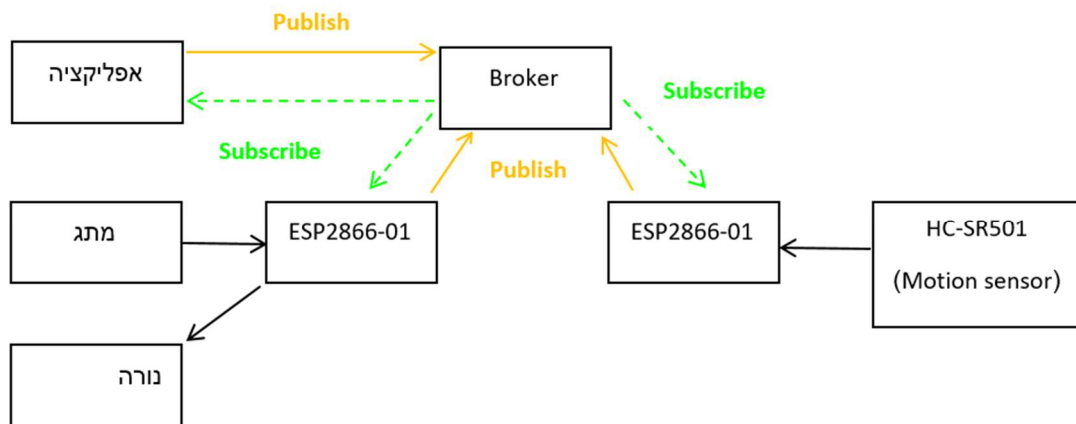 Publish
אפליקציה
Broker
Subscribe
Subscribe
Publish
מתג
ESP2866-01
ESP2866-01
HC-SR501
(Motion sensor)
נורה